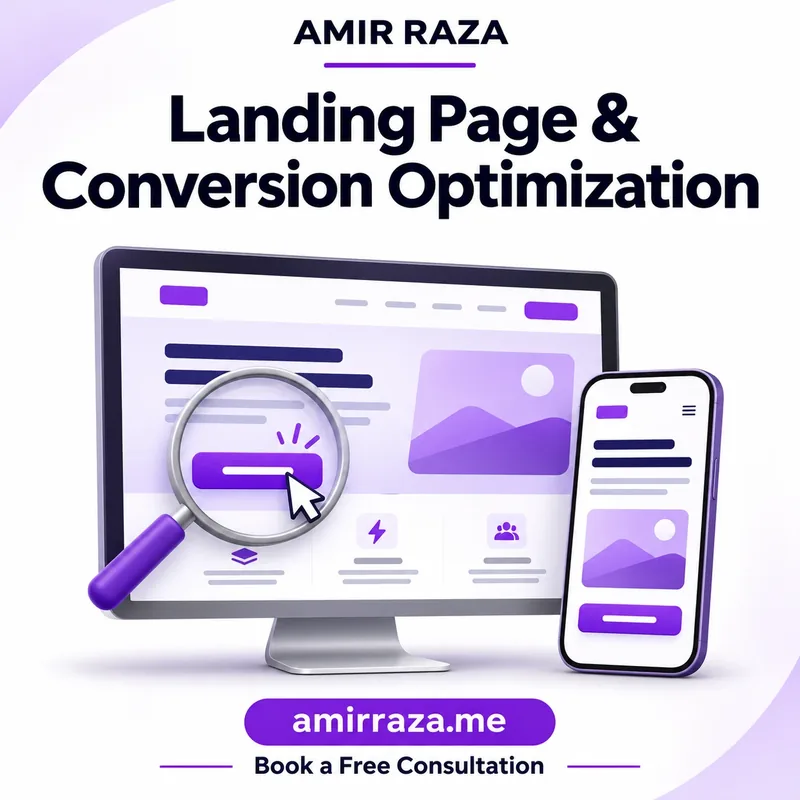 AMIR RAZA
Landing Page &
Conversion Optimization
amirraza.me
Book a Free Consultation